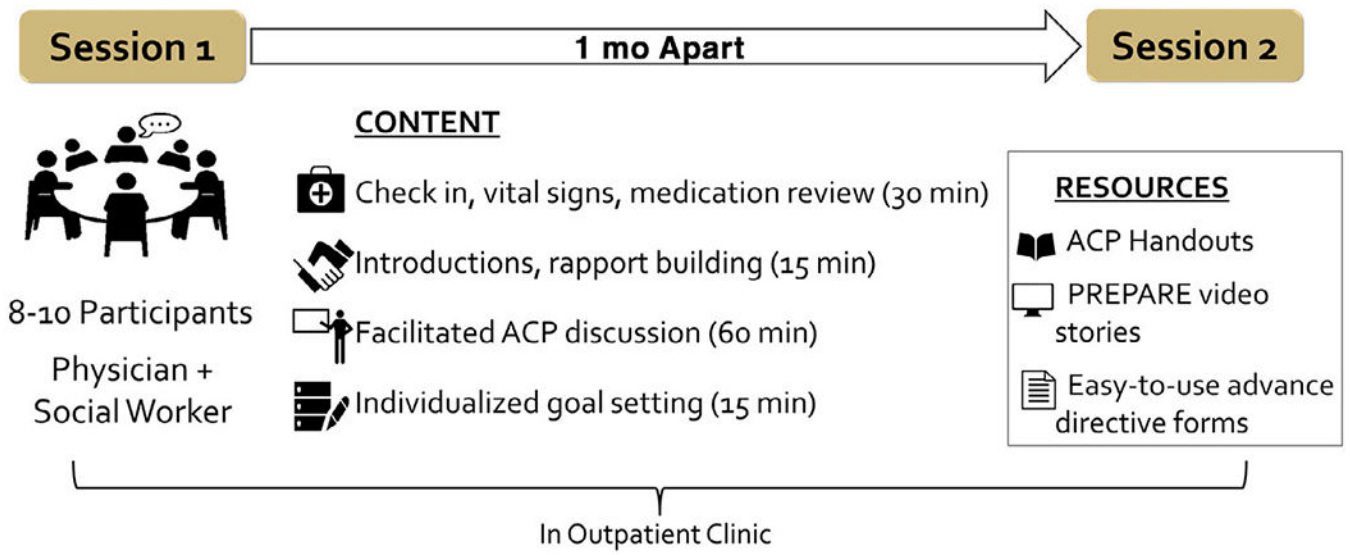 Session 1
1 mo Apart
Session 2
8-10 Participants
Physician +
Social Worker
CONTENT
Check in, vital signs, medication review (30 min)
Introductions, rapport building (15 min)
Facilitated ACP discussion (60 min)
Individualized goal setting (15 min)
RESOURCES
ACP Handouts
PREPARE video
stories
Easy-to-use advance
directive forms
In Outpatient Clinic